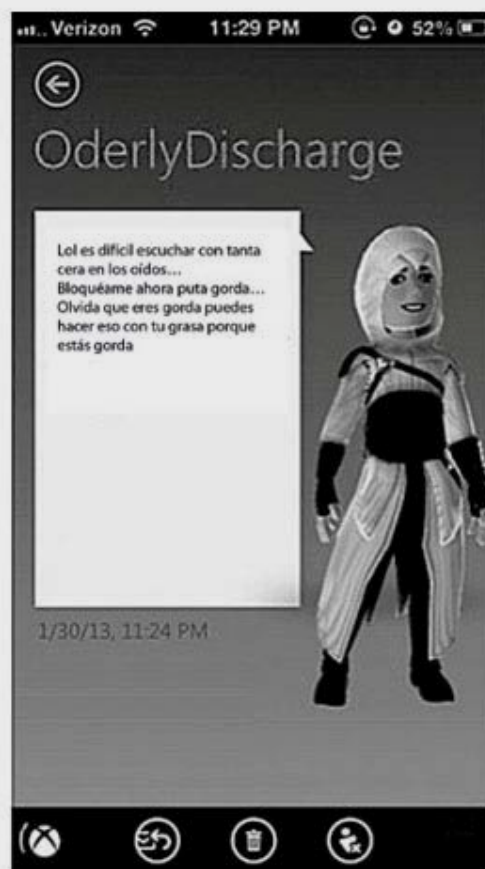 Verizon 11:29 PM 52%
OderlyDischarge
Lol es difícil escuchar con tanta
cera en los oídos...
Bloquéame ahora puta gorda...
Olvida que eres gorda puedes
hacer eso con tu grasa porque
estás gorda
1/30/13, 11:24 PM